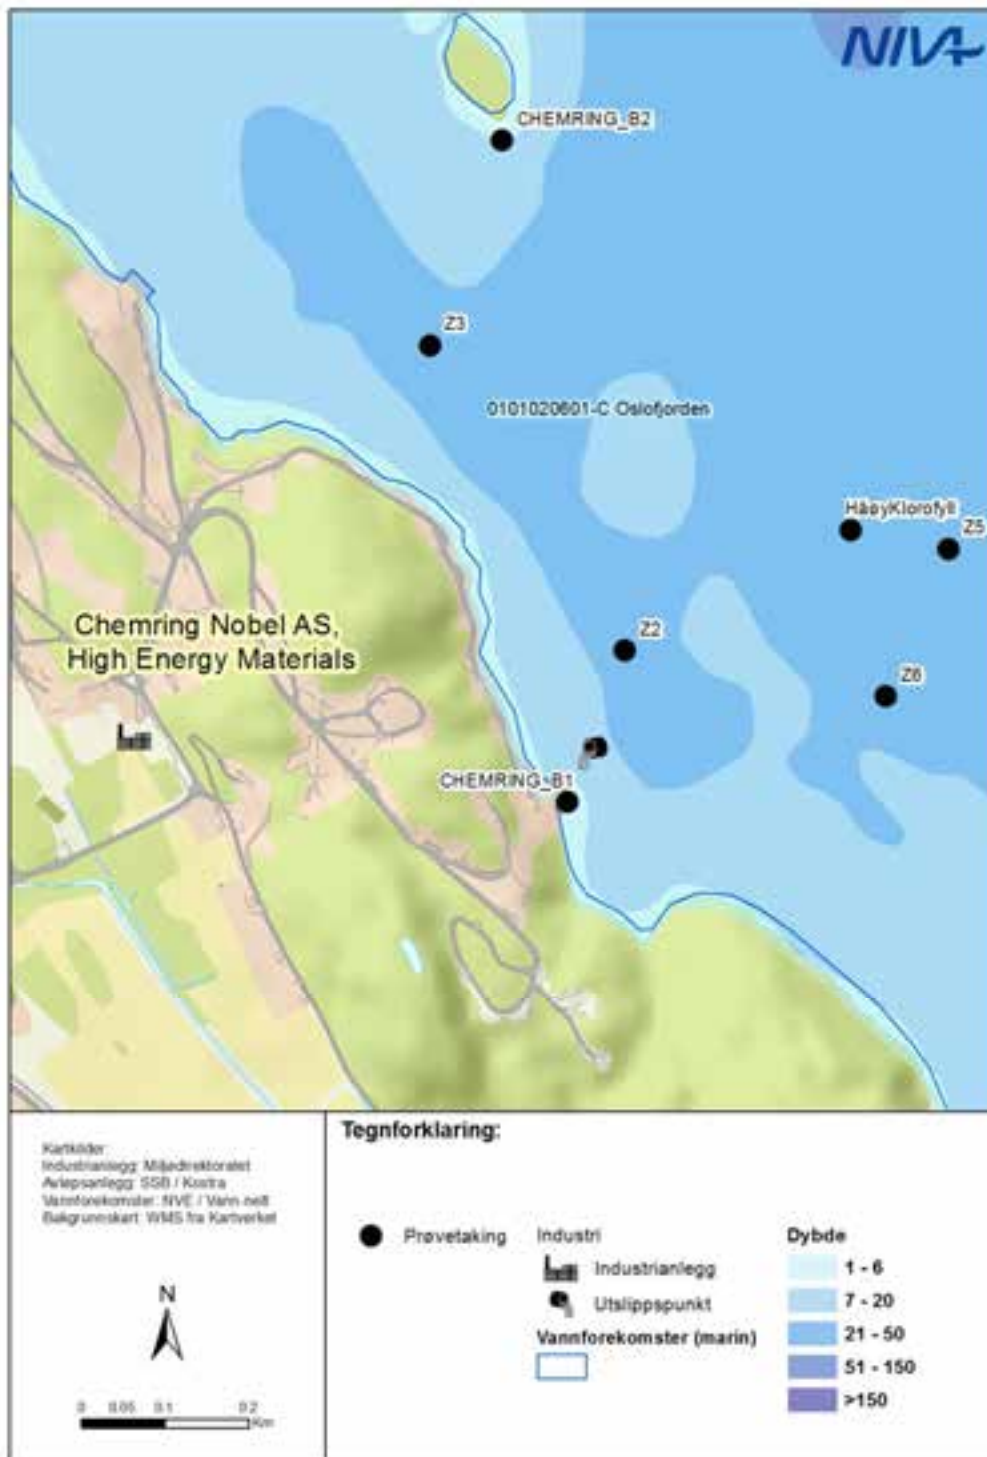 NIVA
CHEMRING_B2
Z3
0101020601-C Oslofjorden
HåøyKlorofyll
Z5
Chemring Nobel AS,
High Energy Materials
Z2
Z6
CHEMRING_B1
Kartkilder:
Industrianlegg: Miljødirektoratet
Avløpsanlegg: SSB / Kostra
Vannforekomster: NVE / Vann-nett
Bakgrunnskart: WMS fra Kartverket
N
0 0.05 0.1 0.2
Km
Tegnforklaring:
Prøvetaking
Industri
Industrianlegg
Utslippspunkt
Vannforekomster (marin)
Dybde
1 - 6
7 - 20
21 - 50
51 - 150
>150